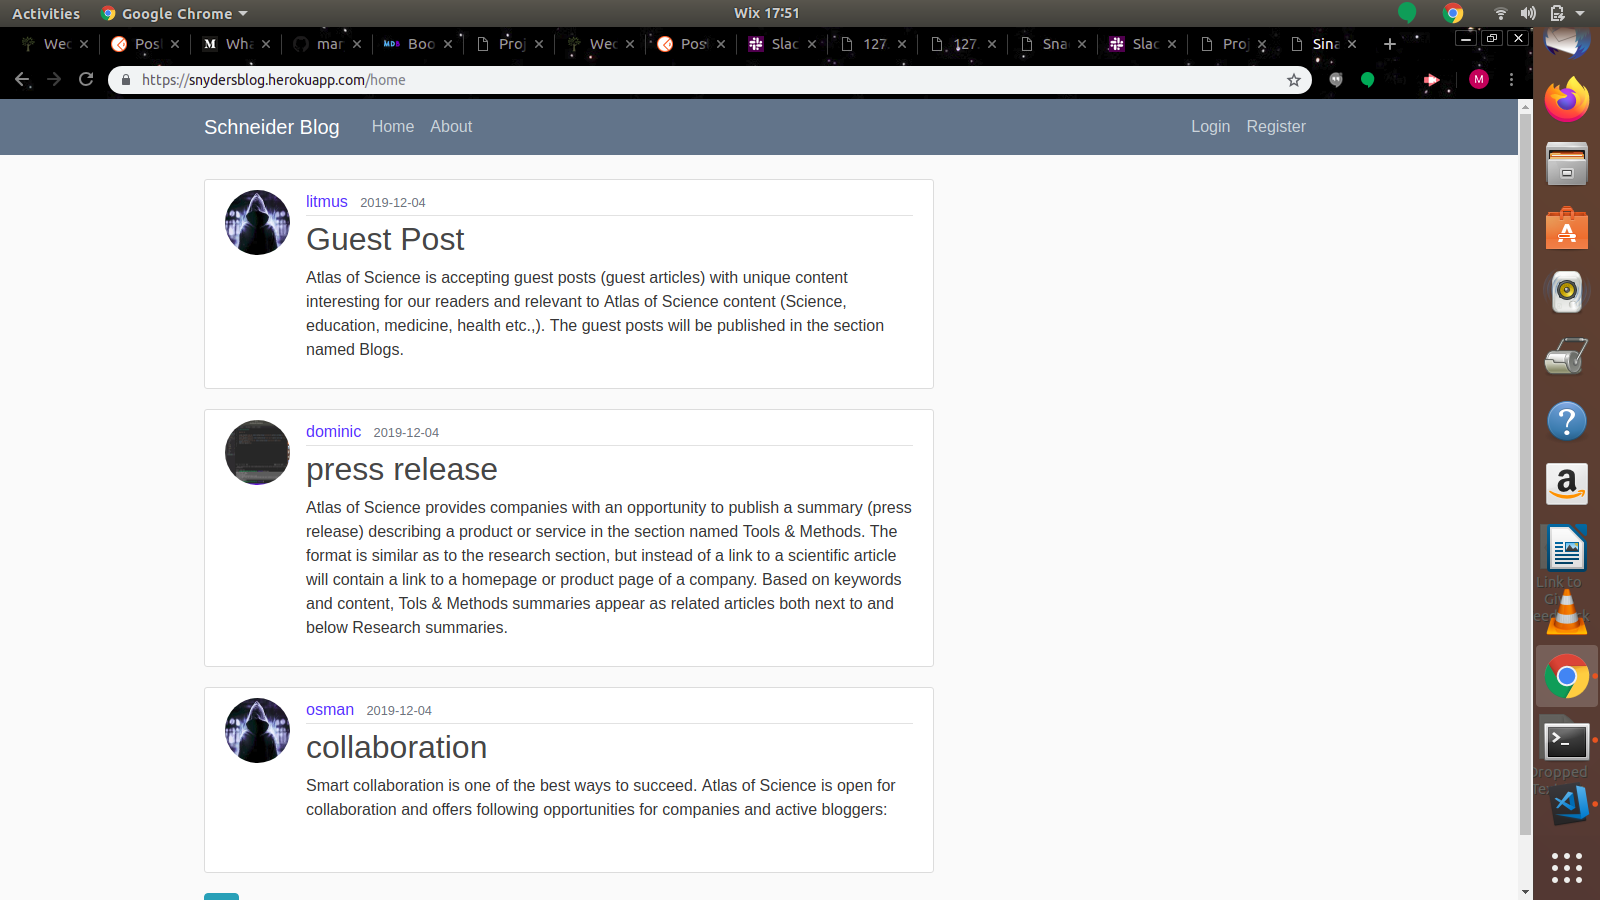 Activities Google Chrome Wix 17:51
Wec Posl M Wha mar MDB Boo Proj Wec Posl Slac 127. 127. Sna Slac Proj Sina
https://snydersblog.herokuapp.com/home M
Schneider Blog Home About Login Register
litmus 2019-12-04
Guest Post
Atlas of Science is accepting guest posts (guest articles) with unique content
interesting for our readers and relevant to Atlas of Science content (Science,
education, medicine, health etc.,). The guest posts will be published in the section
named Blogs.
dominic 2019-12-04
press release
Atlas of Science provides companies with an opportunity to publish a summary (press
release) describing a product or service in the section named Tools & Methods. The
format is similar as to the research section, but instead of a link to a scientific article
will contain a link to a homepage or product page of a company. Based on keywords
and content, Tols & Methods summaries appear as related articles both next to and
below Research summaries.
osman 2019-12-04
collaboration
Smart collaboration is one of the best ways to succeed. Atlas of Science is open for
collaboration and offers following opportunities for companies and active bloggers:
Link to
Dropped